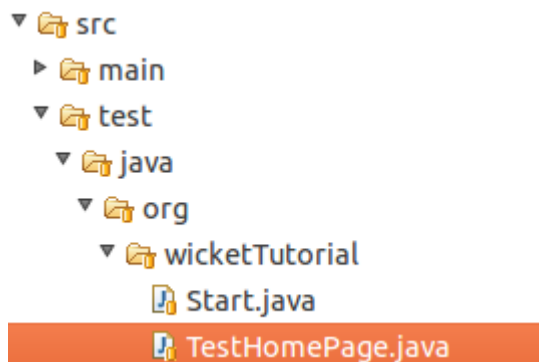 src
main
test
java
org
wicketTutorial
Start.java
TestHomePage.java